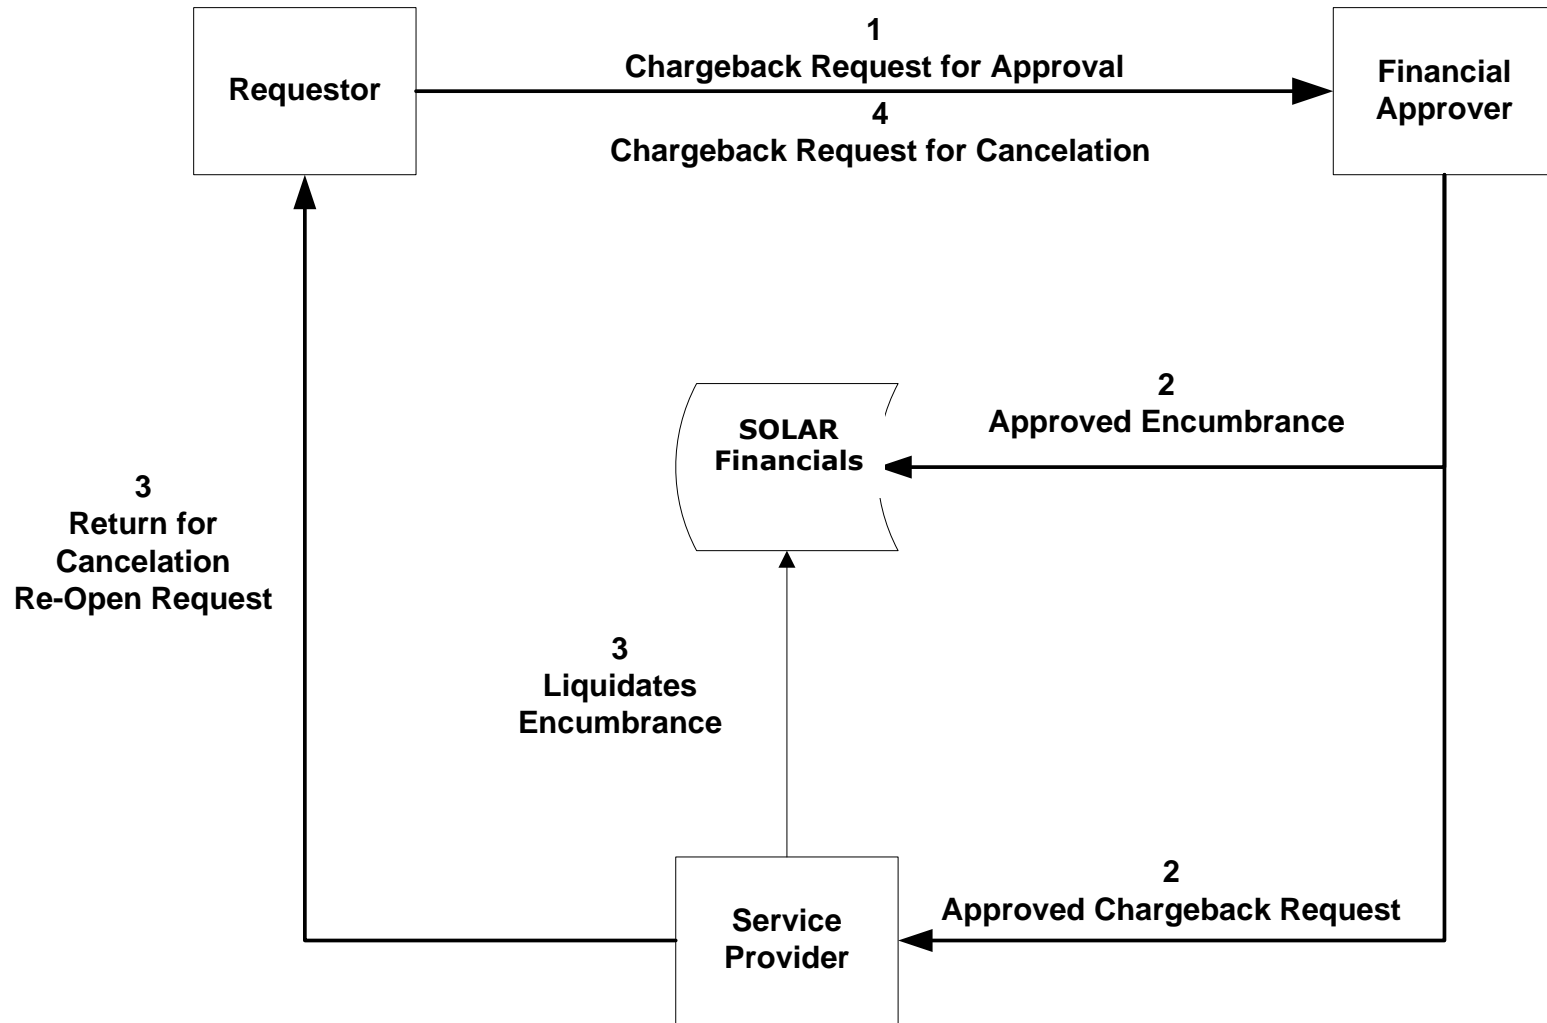 1
Chargeback Request for Approval
Requestor
Financial
Approver
4
Chargeback Request for Cancelation
2
Approved Encumbrance
SOLAR
Financials
3
Return for
Cancelation
Re-Open Request
3
Liquidates
Encumbrance
2
Approved Chargeback Request
Service
Provider